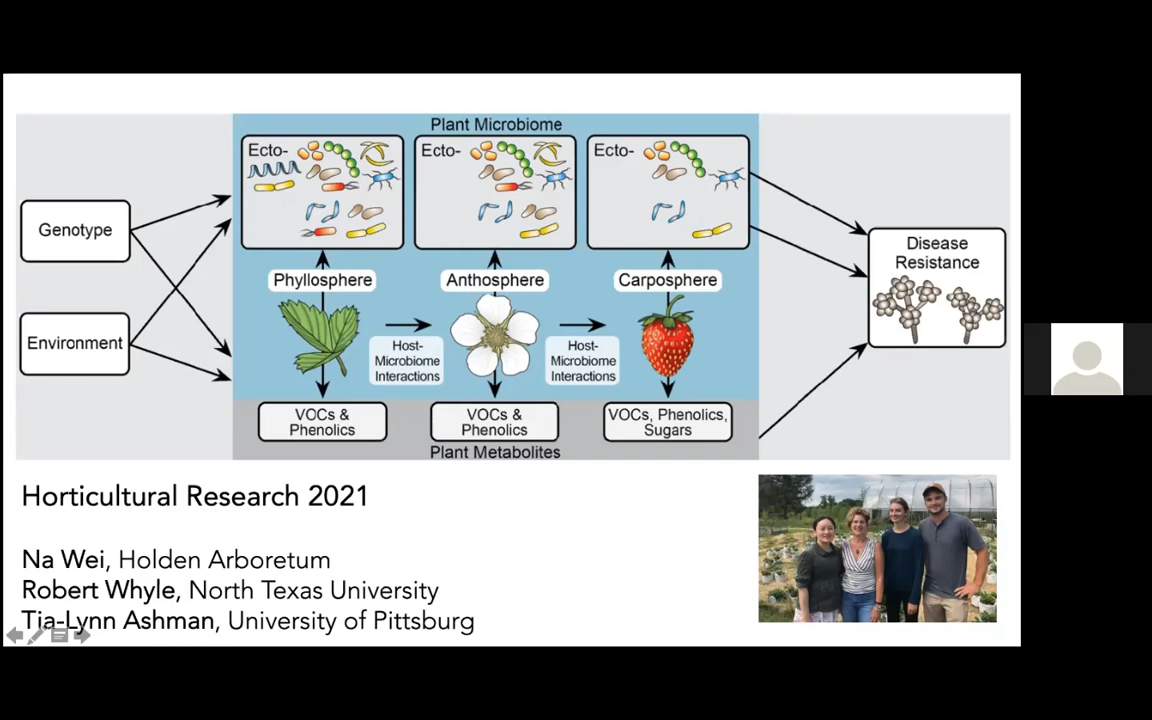 Plant Microbiome
Ecto-
Ecto-
Ecto-
Genotype
Environment
Disease
Resistance
Phyllosphere
Anthosphere
Carposphere
Host-
Microbiome
Interactions
Host-
Microbiome
Interactions
VOCs &
Phenolics
VOCs &
Phenolics
VOCs, Phenolics,
Sugars
Plant Metabolites
Horticultural Research 2021
Na Wei, Holden Arboretum
Robert Whyle, North Texas University
Tia-Lynn Ashman, University of Pittsburg